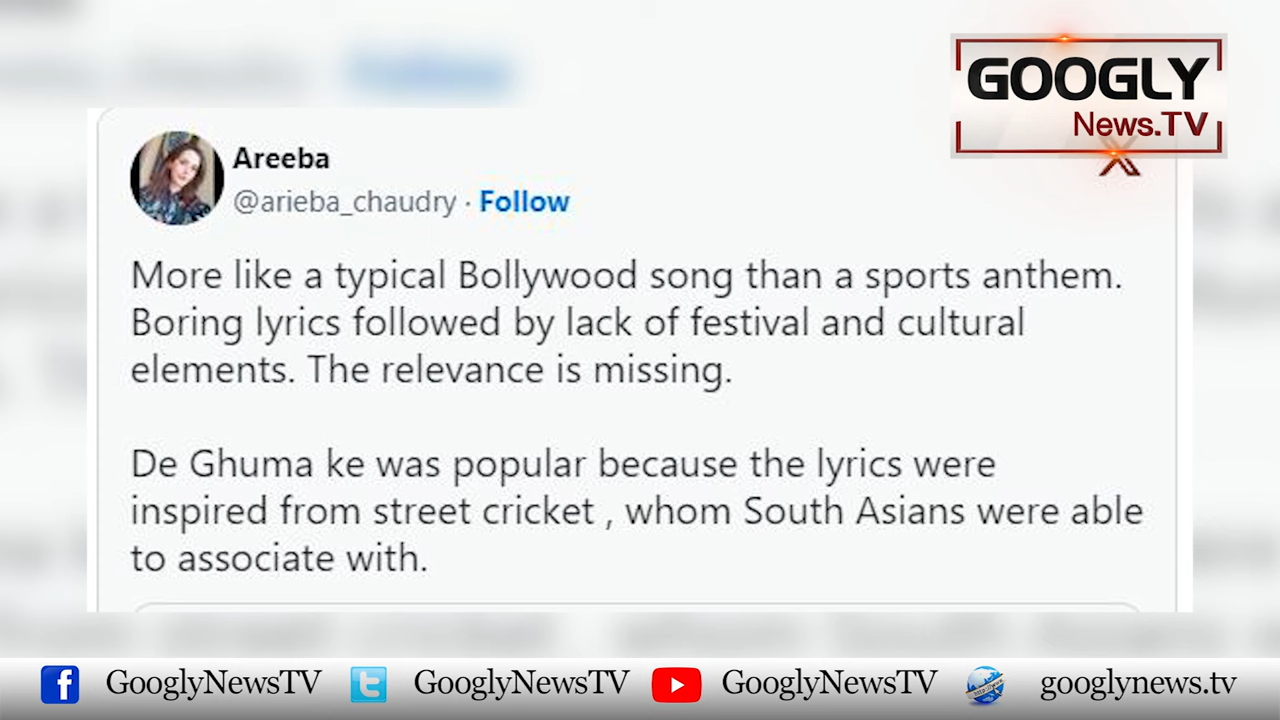 GOOGLY
News.TV
Areeba
@arieba_chaudry · Follow
More like a typical Bollywood song than a sports anthem.
Boring lyrics followed by lack of festival and cultural
elements. The relevance is missing.
De Ghuma ke was popular because the lyrics were
inspired from street cricket , whom South Asians were able
to associate with.
GooglyNewsTV GooglyNewsTV GooglyNewsTV googlynews.tv